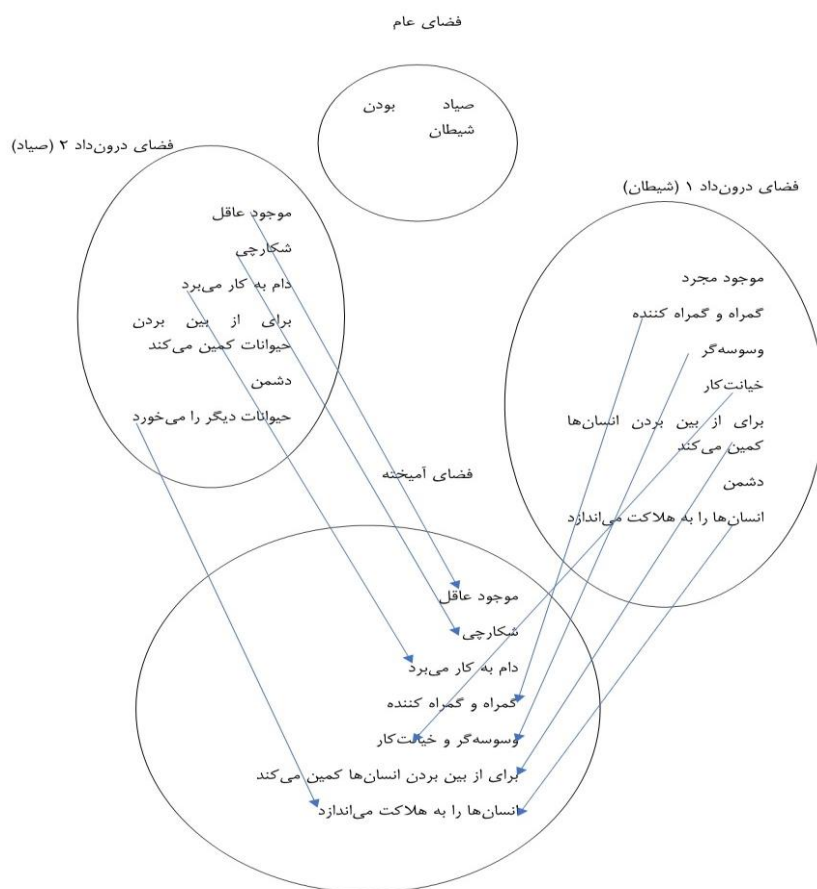 فضای عام
صیاد بودن
شیطان
فضای درون‌داد ۲ (صیاد)
موجود عاقل
شکارچی
دام به کار می‌برد
برای از بین بردن
حیوانات کمین می‌کند
دشمن
حیوانات دیگر را می‌خورد
فضای درون‌داد ۱ (شیطان)
موجود مجرد
گمراه و گمراه کننده
وسوسه‌گر
خیانت‌کار
برای از بین بردن انسان‌ها
کمین می‌کند
دشمن
انسان‌ها را به هلاکت می‌اندازد
فضای آمیخته
موجود عاقل
شکارچی
دام به کار می‌برد
گمراه و گمراه کننده
وسوسه‌گر و خیانت‌کار
برای از بین بردن انسان‌ها کمین می‌کند
انسان‌ها را به هلاکت می‌اندازد